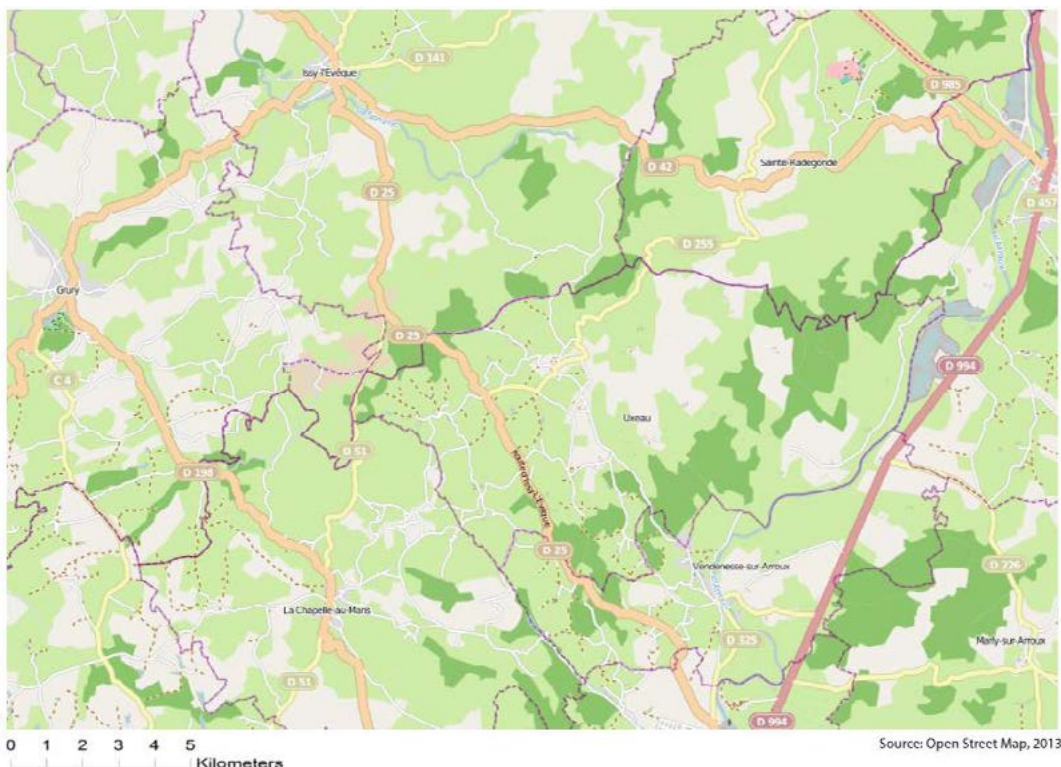 D 141
Issy-l'Évêque
D 985
D 42
Sainte-Radegonde
D 25
D 457
D 255
Grury
D 25
D 994
C 4
Uxeau
D 51
D 198
D 25
Vendenesse-sur-Arroux
D 226
La Chapelle-au-Mans
D 325
Marly-sur-Arroux
D 51
D 994
0 1 2 3 4 5
Kilometers
Source: Open Street Map, 2013